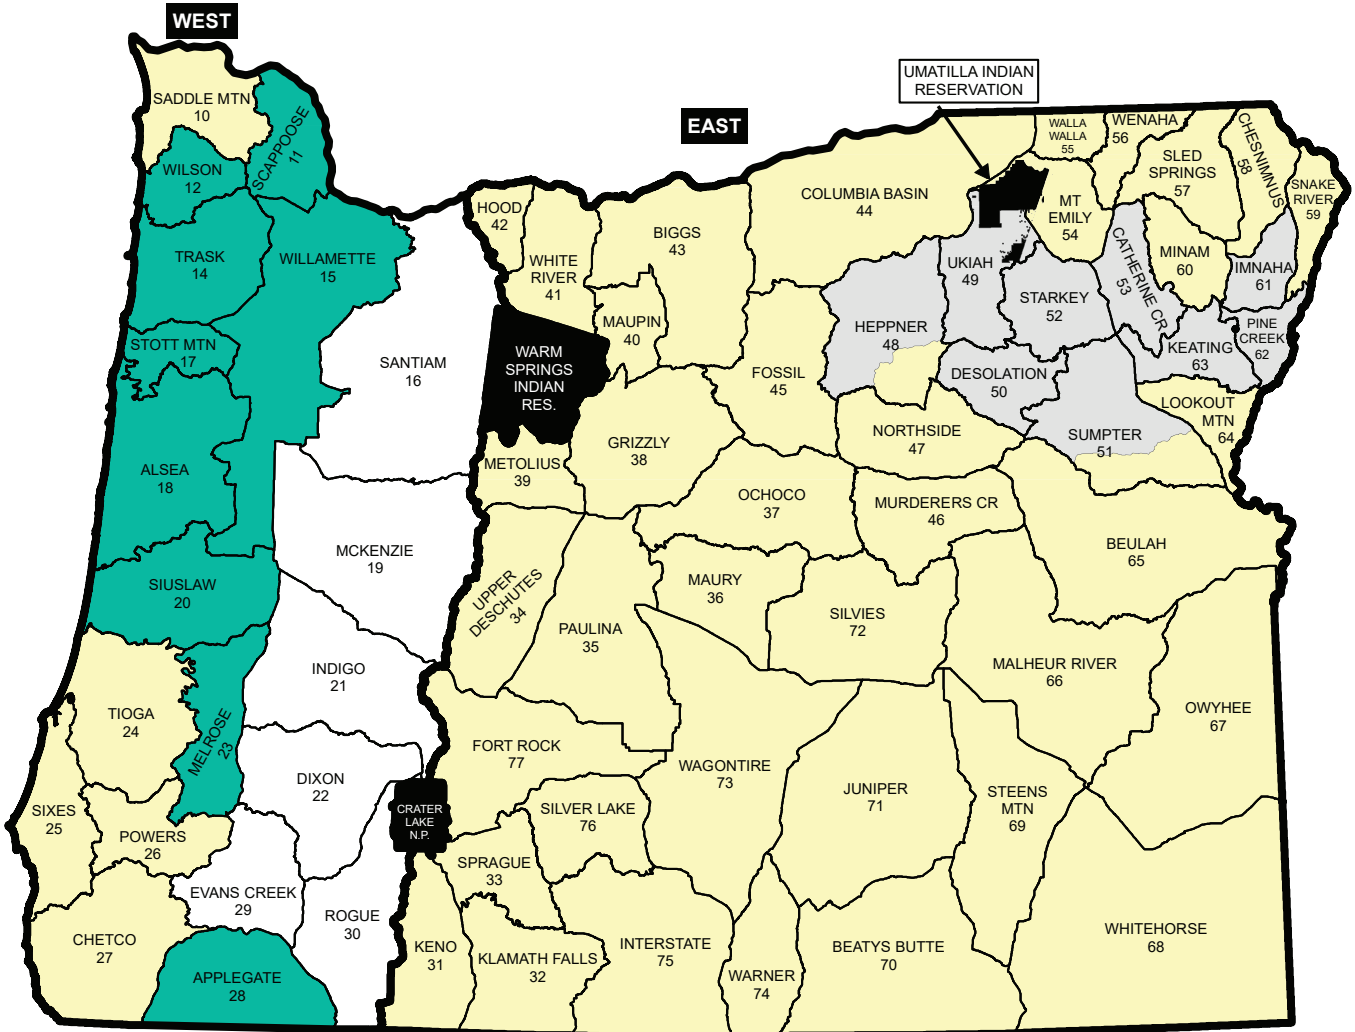 WEST
EAST
UMATILLA INDIAN
RESERVATION
SADDLE MTN
10
SCAPPOOSE
11
WILSON
12
TRASK
14
WILLAMETTE
15
SANTIAM
16
STOTT MTN
17
ALSEA
18
MCKENZIE
19
SIUSLAW
20
INDIGO
21
DIXON
22
MELROSE
23
TIOGA
24
SIXES
25
POWERS
26
CHETCO
27
APPLEGATE
28
EVANS CREEK
29
ROGUE
30
CRATER
LAKE
N.P.
KENO
31
KLAMATH FALLS
32
SPRAGUE
33
UPPER
DESCHUTES
34
PAULINA
35
MAURY
36
OCHOCO
37
GRIZZLY
38
METOLIUS
39
WARM
SPRINGS
INDIAN
RES.
MAUPIN
40
WHITE
RIVER
41
HOOD
42
BIGGS
43
COLUMBIA BASIN
44
FOSSIL
45
MURDERERS CR
46
NORTHSIDE
47
HEPPNER
48
UKIAH
49
DESOLATION
50
SUMPTER
51
STARKEY
52
CATHERINE CR
53
MT
EMILY
54
WALLA
WALLA
55
WENAHA
56
SLED
SPRINGS
57
CHESNIMNUS
58
SNAKE
RIVER
59
MINAM
60
IMNAHA
61
PINE
CREEK
62
KEATING
63
LOOKOUT
MTN
64
BEULAH
65
MALHEUR RIVER
66
OWYHEE
67
WHITEHORSE
68
STEENS
MTN
69
BEATYS BUTTE
70
JUNIPER
71
SILVIES
72
WAGONTIRE
73
WARNER
74
INTERSTATE
75
SILVER LAKE
76
FORT ROCK
77